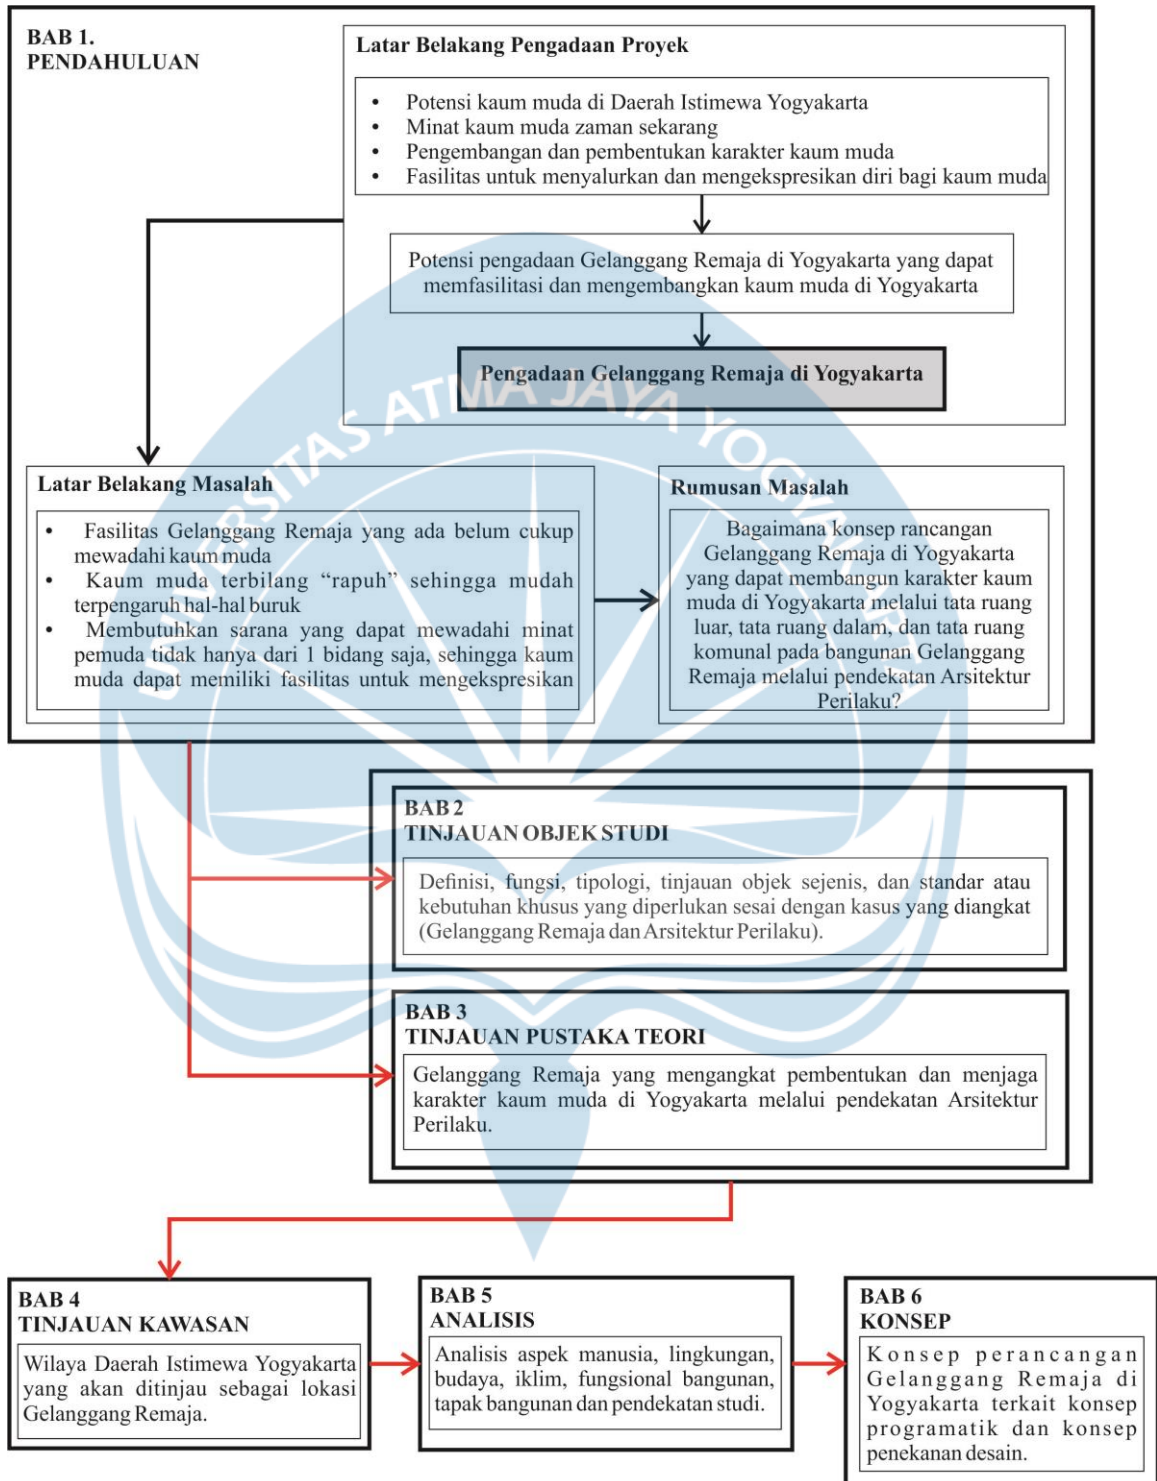 BAB 1.
PENDAHULUAN
Latar Belakang Pengadaan Proyek
• Potensi kaum muda di Daerah Istimewa Yogyakarta
• Minat kaum muda zaman sekarang
• Pengembangan dan pembentukan karakter kaum muda
• Fasilitas untuk menyalurkan dan mengekspresikan diri bagi kaum muda
Potensi pengadaan Gelanggang Remaja di Yogyakarta yang dapat
memfasilitasi dan mengembangkan kaum muda di Yogyakarta
Pengadaan Gelanggang Remaja di Yogyakarta
UNIVERSITAS ATMA JAYA YOGYAKARTA
Latar Belakang Masalah
• Fasilitas Gelanggang Remaja yang ada belum cukup
mewadahi kaum muda
• Kaum muda terbilang “rapuh” sehingga mudah
terpengaruh hal-hal buruk
• Membutuhkan sarana yang dapat mewadahi minat
pemuda tidak hanya dari 1 bidang saja, sehingga kaum
muda dapat memiliki fasilitas untuk mengekspresikan
Rumusan Masalah
Bagaimana konsep rancangan
Gelanggang Remaja di Yogyakarta
yang dapat membangun karakter kaum
muda di Yogyakarta melalui tata ruang
luar, tata ruang dalam, dan tata ruang
komunal pada bangunan Gelanggang
Remaja melalui pendekatan Arsitektur
Perilaku?
BAB 2
TINJAUAN OBJEK STUDI
Definisi, fungsi, tipologi, tinjauan objek sejenis, dan standar atau
kebutuhan khusus yang diperlukan sesai dengan kasus yang diangkat
(Gelanggang Remaja dan Arsitektur Perilaku).
BAB 3
TINJAUAN PUSTAKA TEORI
Gelanggang Remaja yang mengangkat pembentukan dan menjaga
karakter kaum muda di Yogyakarta melalui pendekatan Arsitektur
Perilaku.
BAB 4
TINJAUAN KAWASAN
Wilaya Daerah Istimewa Yogyakarta
yang akan ditinjau sebagai lokasi
Gelanggang Remaja.
BAB 5
ANALISIS
Analisis aspek manusia, lingkungan,
budaya, iklim, fungsional bangunan,
tapak bangunan dan pendekatan studi.
BAB 6
KONSEP
Konsep perancangan
Gelanggang Remaja di
Yogyakarta terkait konsep
programatik dan konsep
penekanan desain.